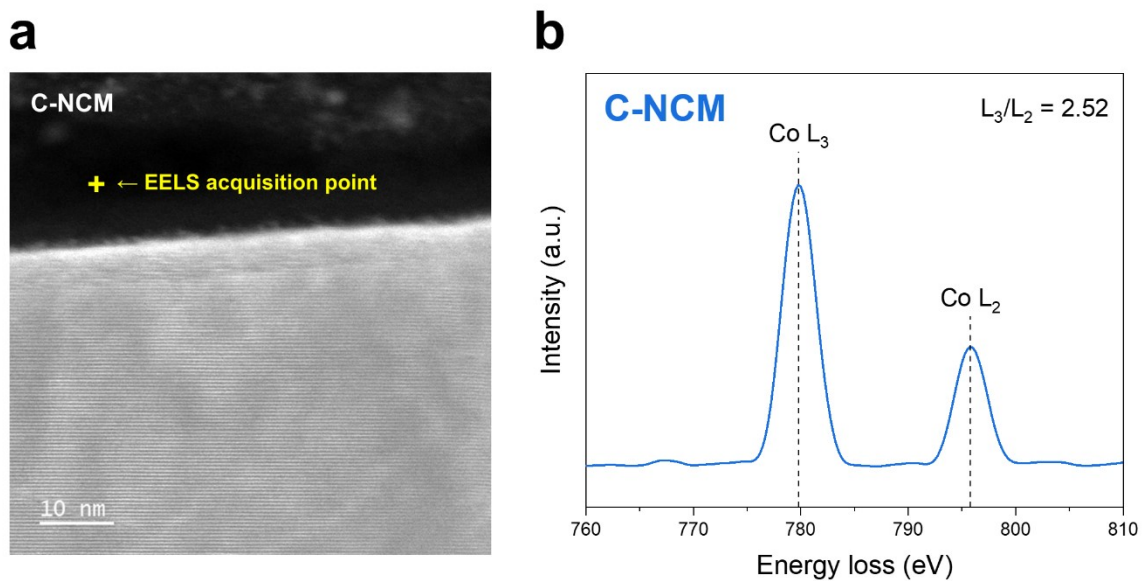 a
C-NCM
+ ← EELS acquisition point
10 nm
b
C-NCM
L₃/L₂ = 2.52
Co L₃
Co L₂
Intensity (a.u.)
760 770 780 790 800 810
Energy loss (eV)